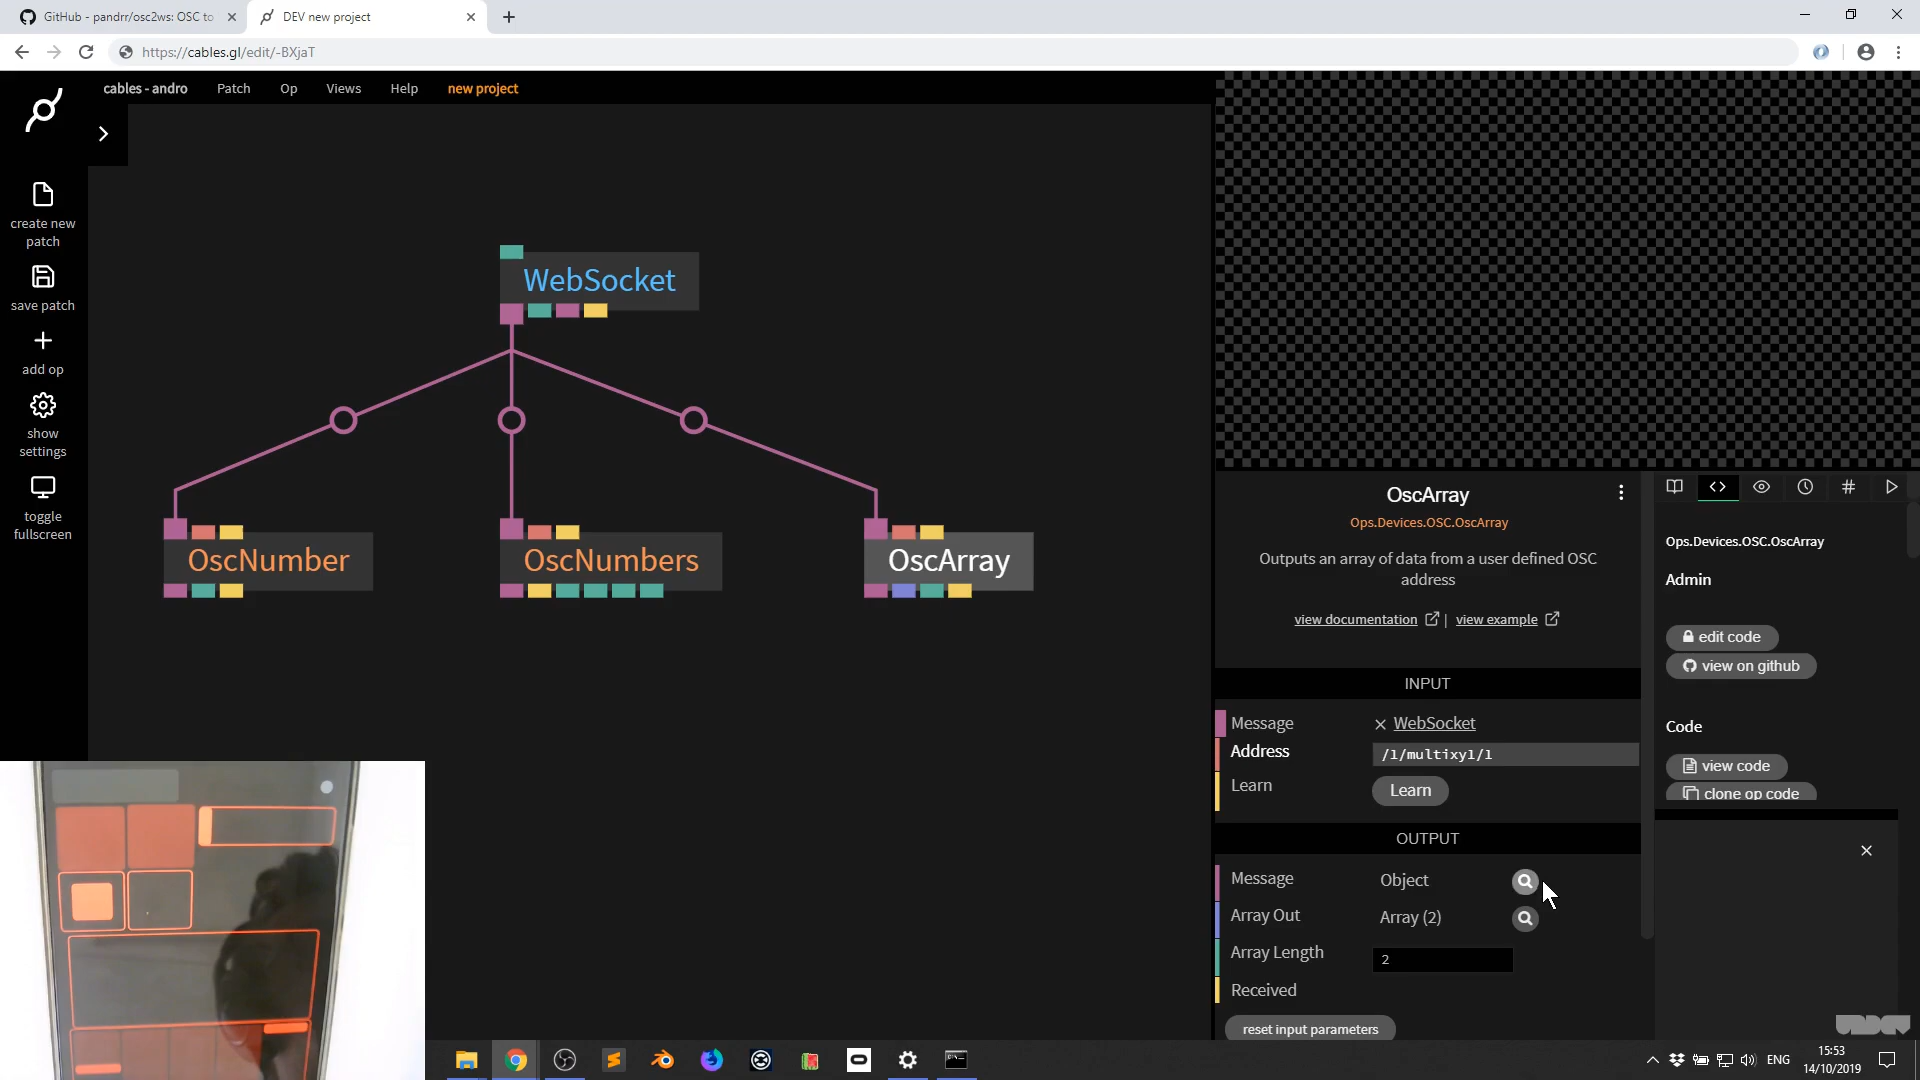 GitHub - pandrr/osc2ws: OSC to
DEV new project
https://cables.gl/edit/-BXjaT
cables - andro
Patch
Op
Views
Help
new project
create new
patch
save patch
add op
show
settings
toggle
fullscreen
WebSocket
OscNumber
OscNumbers
OscArray
OscArray
Ops.Devices.OSC.OscArray
Outputs an array of data from a user defined OSC
address
view documentation | view example
INPUT
Message
WebSocket
Address
/1/multixy1/1
Learn
Learn
OUTPUT
Message
Object
Array Out
Array (2)
Array Length
2
Received
reset input parameters
Ops.Devices.OSC.OscArray
Admin
edit code
view on github
Code
view code
clone op code
UNDEV
ENG
15:53
14/10/2019